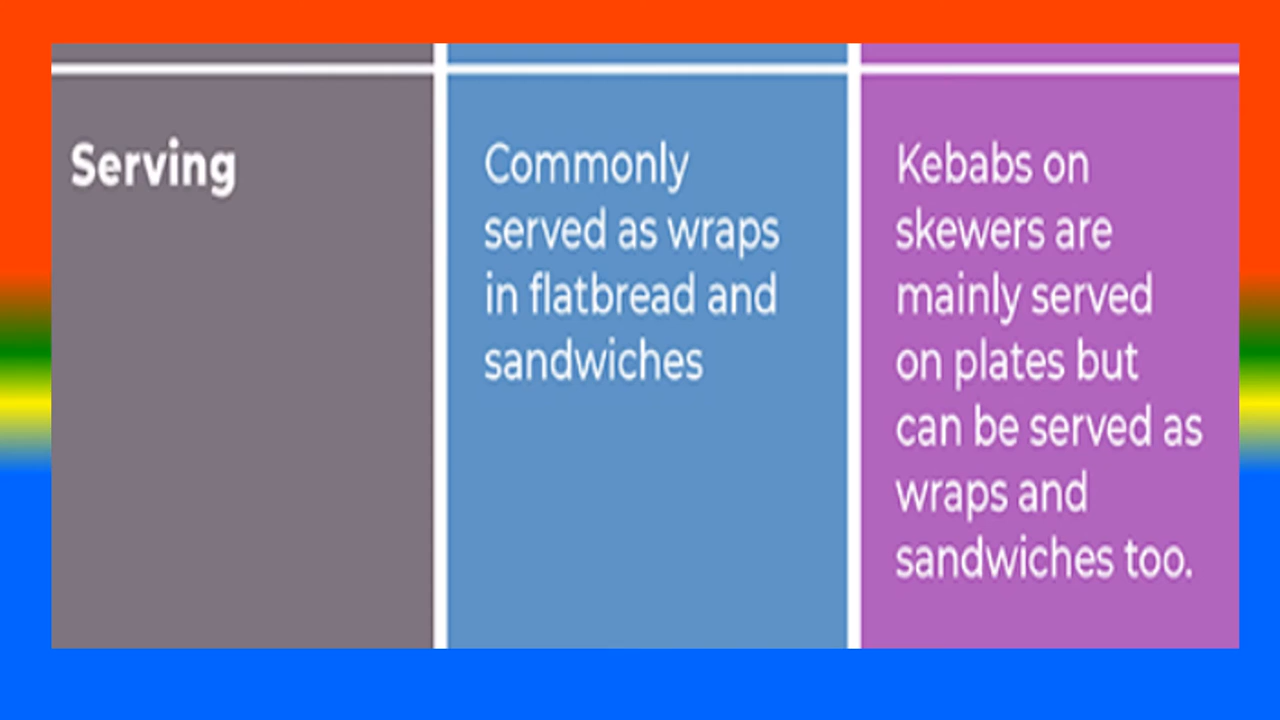 Serving
Commonly
served as wraps
in flatbread and
sandwiches
Kebabs on
skewers are
mainly served
on plates but
can be served as
wraps and
sandwiches too.